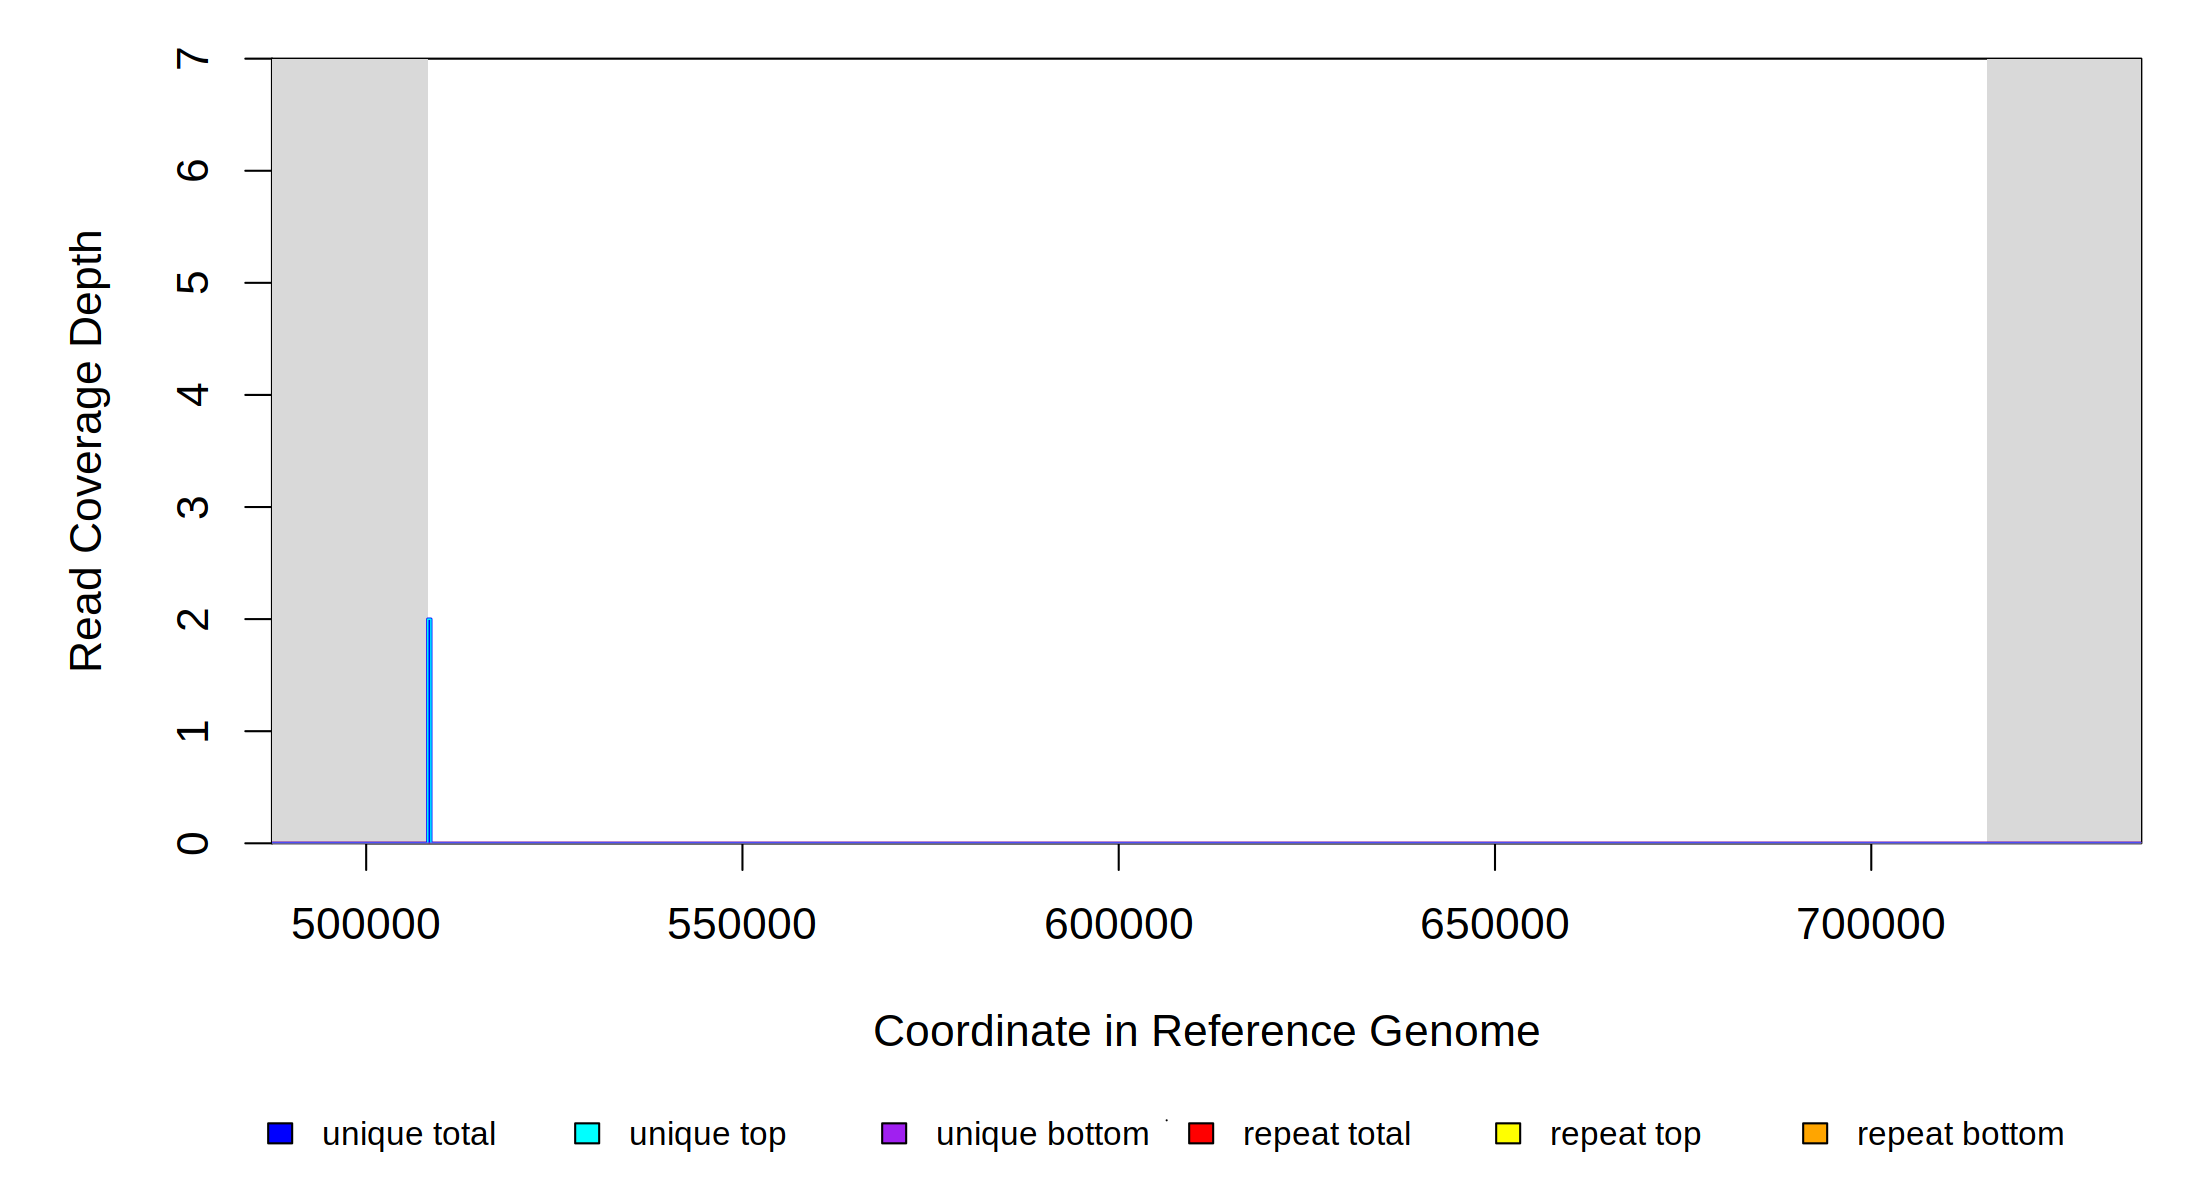 Read Coverage Depth
7
6
5
4
3
2
1
0
500000 550000 600000 650000 700000
Coordinate in Reference Genome
unique total unique top unique bottom repeat total repeat top repeat bottom